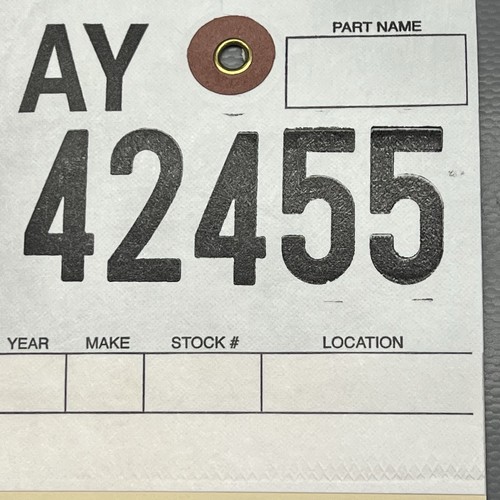 AY
PART NAME
42455
YEAR MAKE STOCK # LOCATION